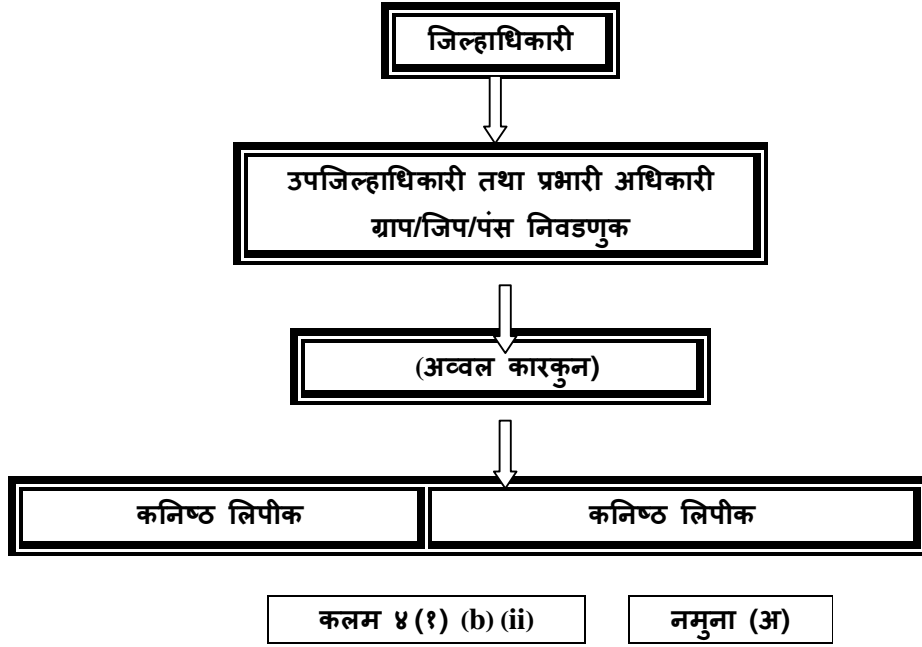 जिल्हाधिकारी
उपजिल्हाधिकारी तथा प्रभारी अधिकारी
ग्राप/जिप/पंस निवडणुक
(अव्वल कारकुन)
कनिष्ठ लिपीक कनिष्ठ लिपीक
कलम ४ (१) (b) (ii) नमुना (अ)